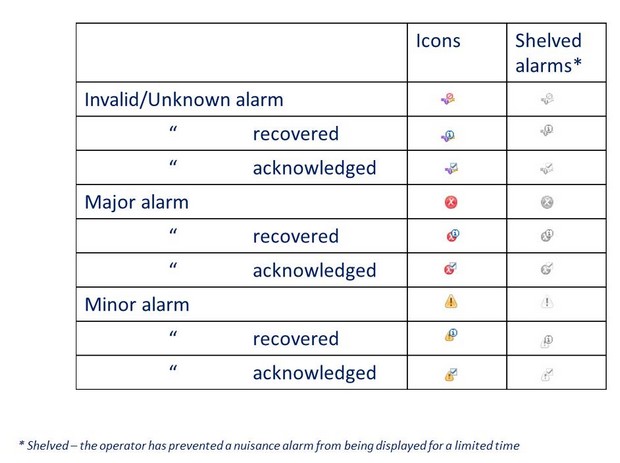 Icons Shelved
alarms*
Invalid/Unknown alarm
“ recovered
“ acknowledged
Major alarm
“ recovered
“ acknowledged
Minor alarm
“ recovered
“ acknowledged
* Shelved – the operator has prevented a nuisance alarm from being displayed for a limited time